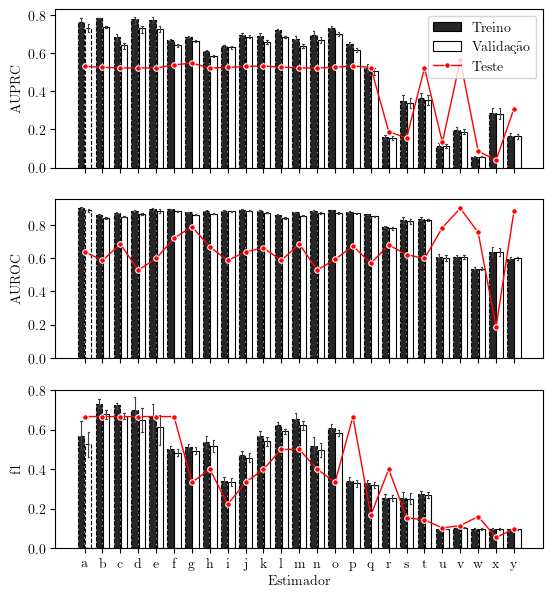 0.8
0.6
0.4
0.2
0.0
AUPRC
Treino
Validação
Teste
0.8
0.6
0.4
0.2
0.0
AUROC
0.8
0.6
0.4
0.2
0.0
f1
a b c d e f g h i j k l m n o p q r s t u v w x y
Estimador